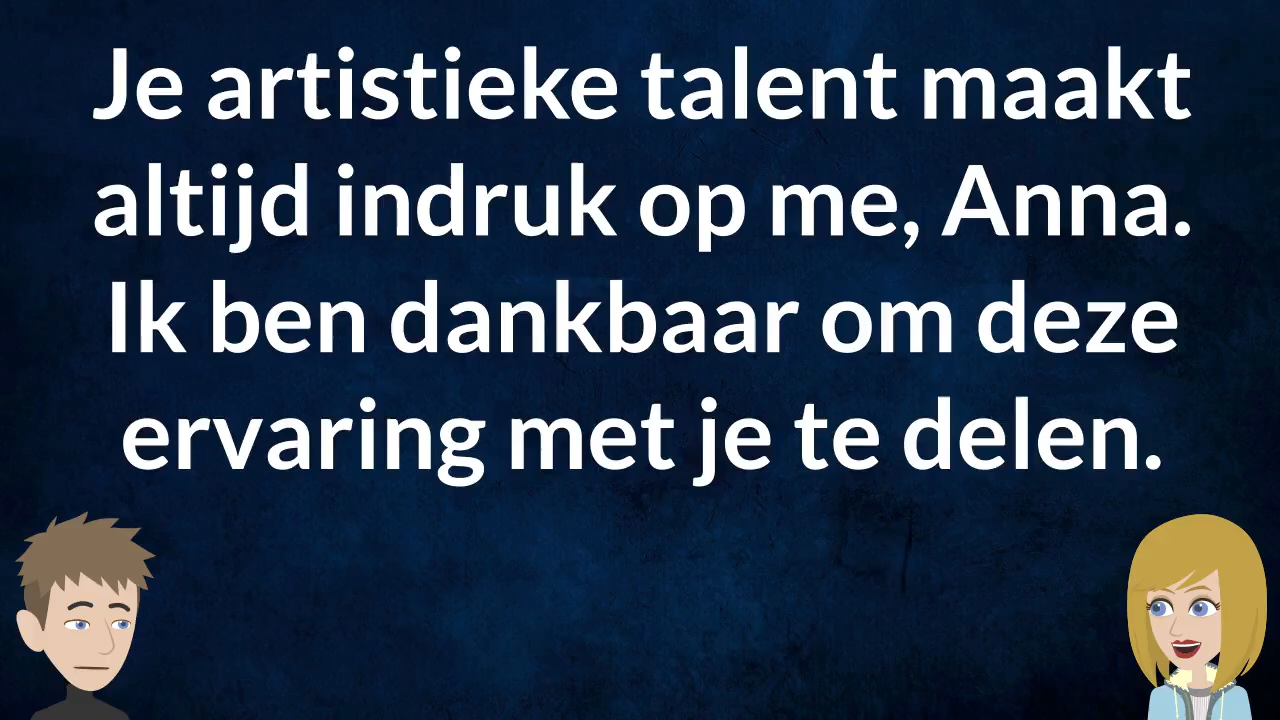 Je artistieke talent maakt
altijd indruk op me, Anna.
Ik ben dankbaar om deze
ervaring met je te delen.